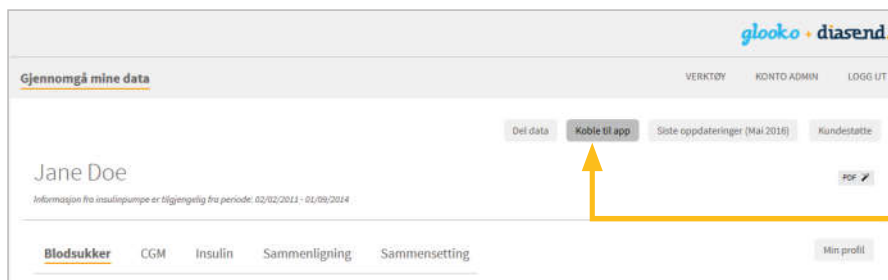 glooko + diasend
Gjennomgå mine data VERKTØY KONTO ADMIN LOGG UT
Del data Koble til app Siste oppdateringer (Mai 2016) Kundestøtte
Jane Doe PDF
Informasjon fra insulinpumpe er tilgjengelig fra periode: 02/02/2011 - 01/09/2014
Blodsukker CGM Insulin Sammenligning Sammensetting Min profil